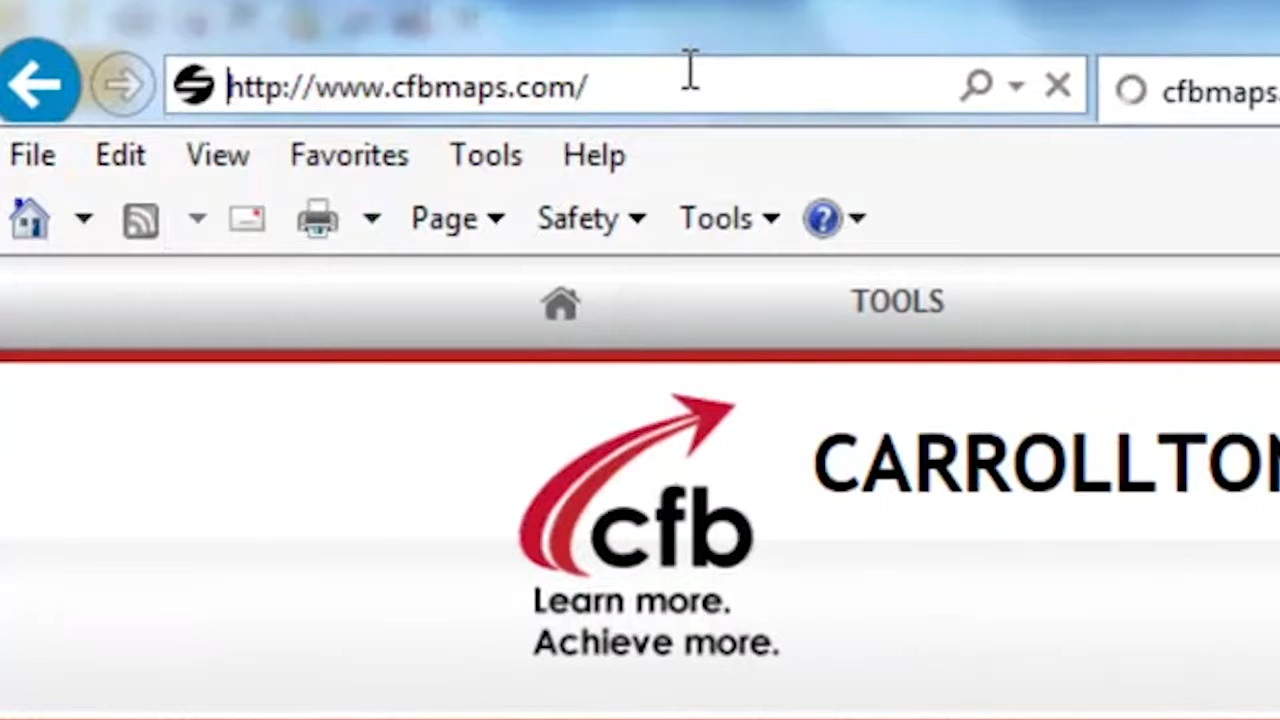 http://www.cfbmaps.com/
cfbmaps.
File Edit View Favorites Tools Help
Page Safety Tools
TOOLS
cfb
CARROLLTON
Learn more.
Achieve more.